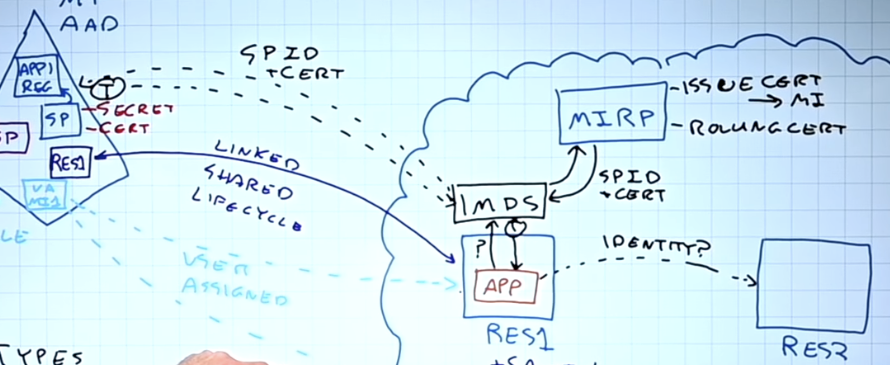 AAD
APP1
REG
T
SPID
+CERT
SP
-SECRET
-CERT
RES1
UA
MI1
LINKED
SHARED
LIFECYCLE
USER
ASSIGNED
MIRP
-ISSUE CERT
→ MI
-ROLLING CERT
SPID
+CERT
IMDS
T
?
APP
RES1
IDENTITY?
RES2
TYPES